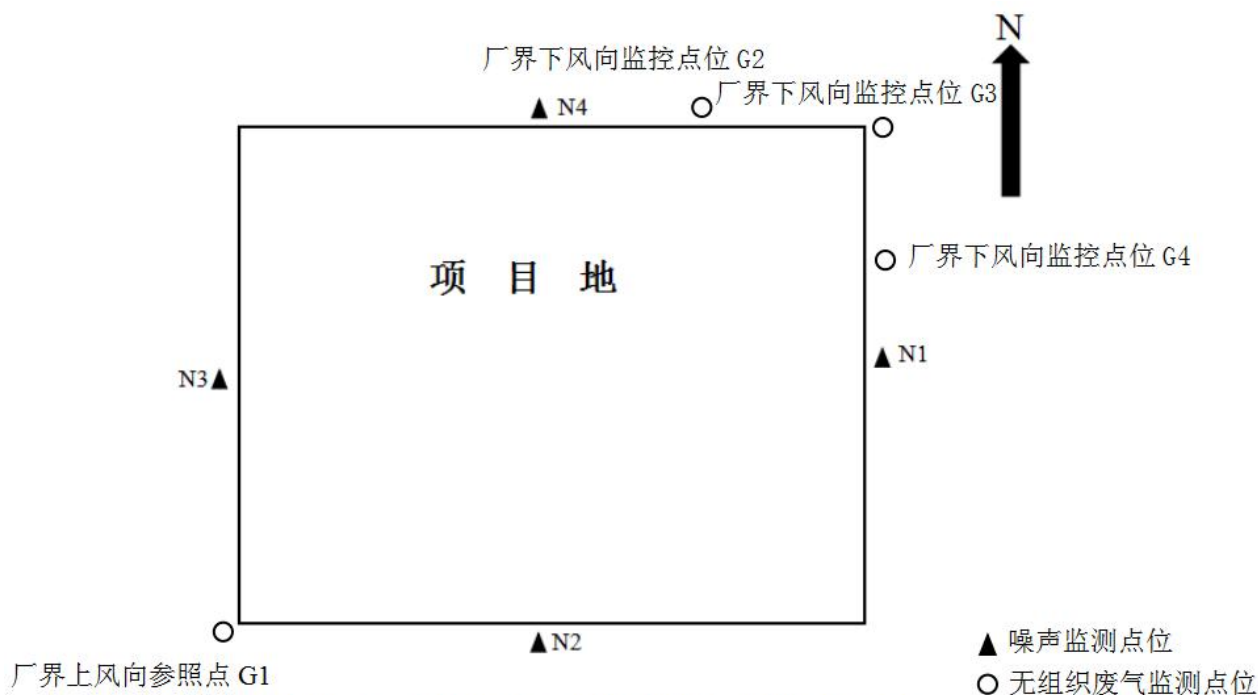 N
厂界下风向监控点位 G2
厂界下风向监控点位 G3
N4
厂界下风向监控点位 G4
项 目 地
N1
N3
N2
厂界上风向参照点 G1
噪声监测点位
无组织废气监测点位